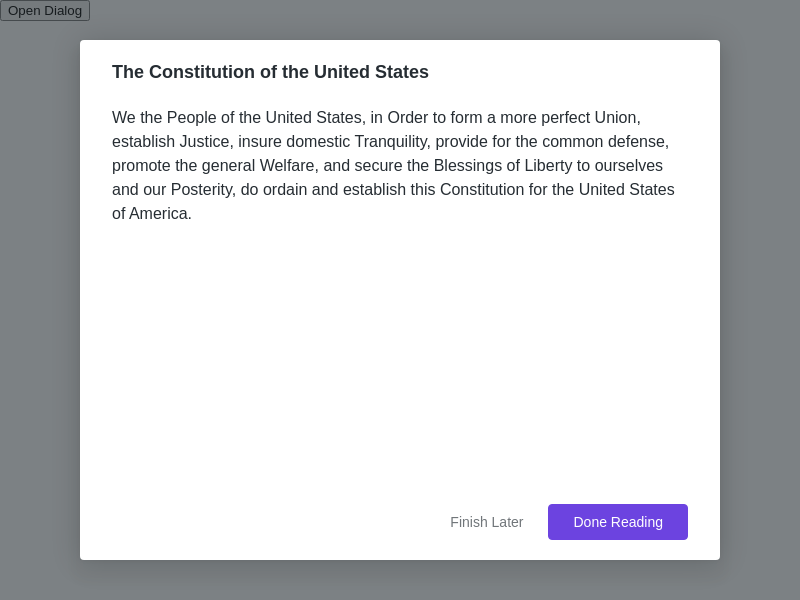 Open Dialog
The Constitution of the United States
We the People of the United States, in Order to form a more perfect Union,
establish Justice, insure domestic Tranquility, provide for the common defense,
promote the general Welfare, and secure the Blessings of Liberty to ourselves
and our Posterity, do ordain and establish this Constitution for the United States
of America.
Finish Later
Done Reading